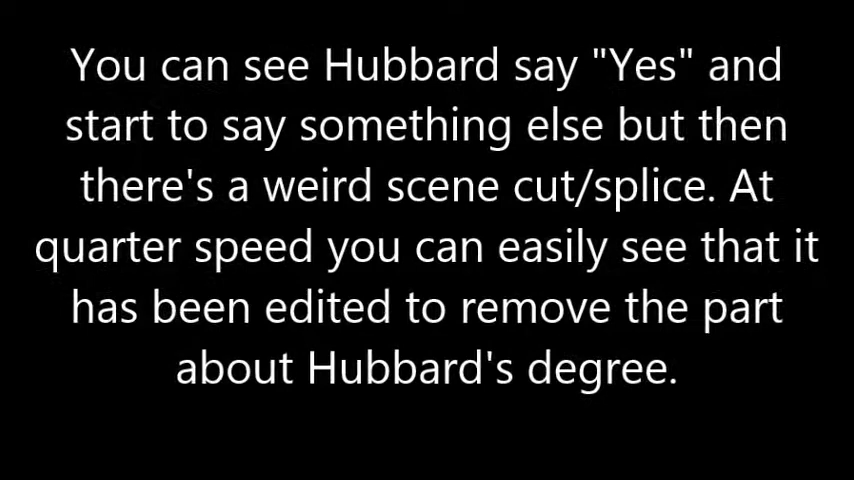 You can see Hubbard say "Yes" and
start to say something else but then
there's a weird scene cut/splice. At
quarter speed you can easily see that it
has been edited to remove the part
about Hubbard's degree.